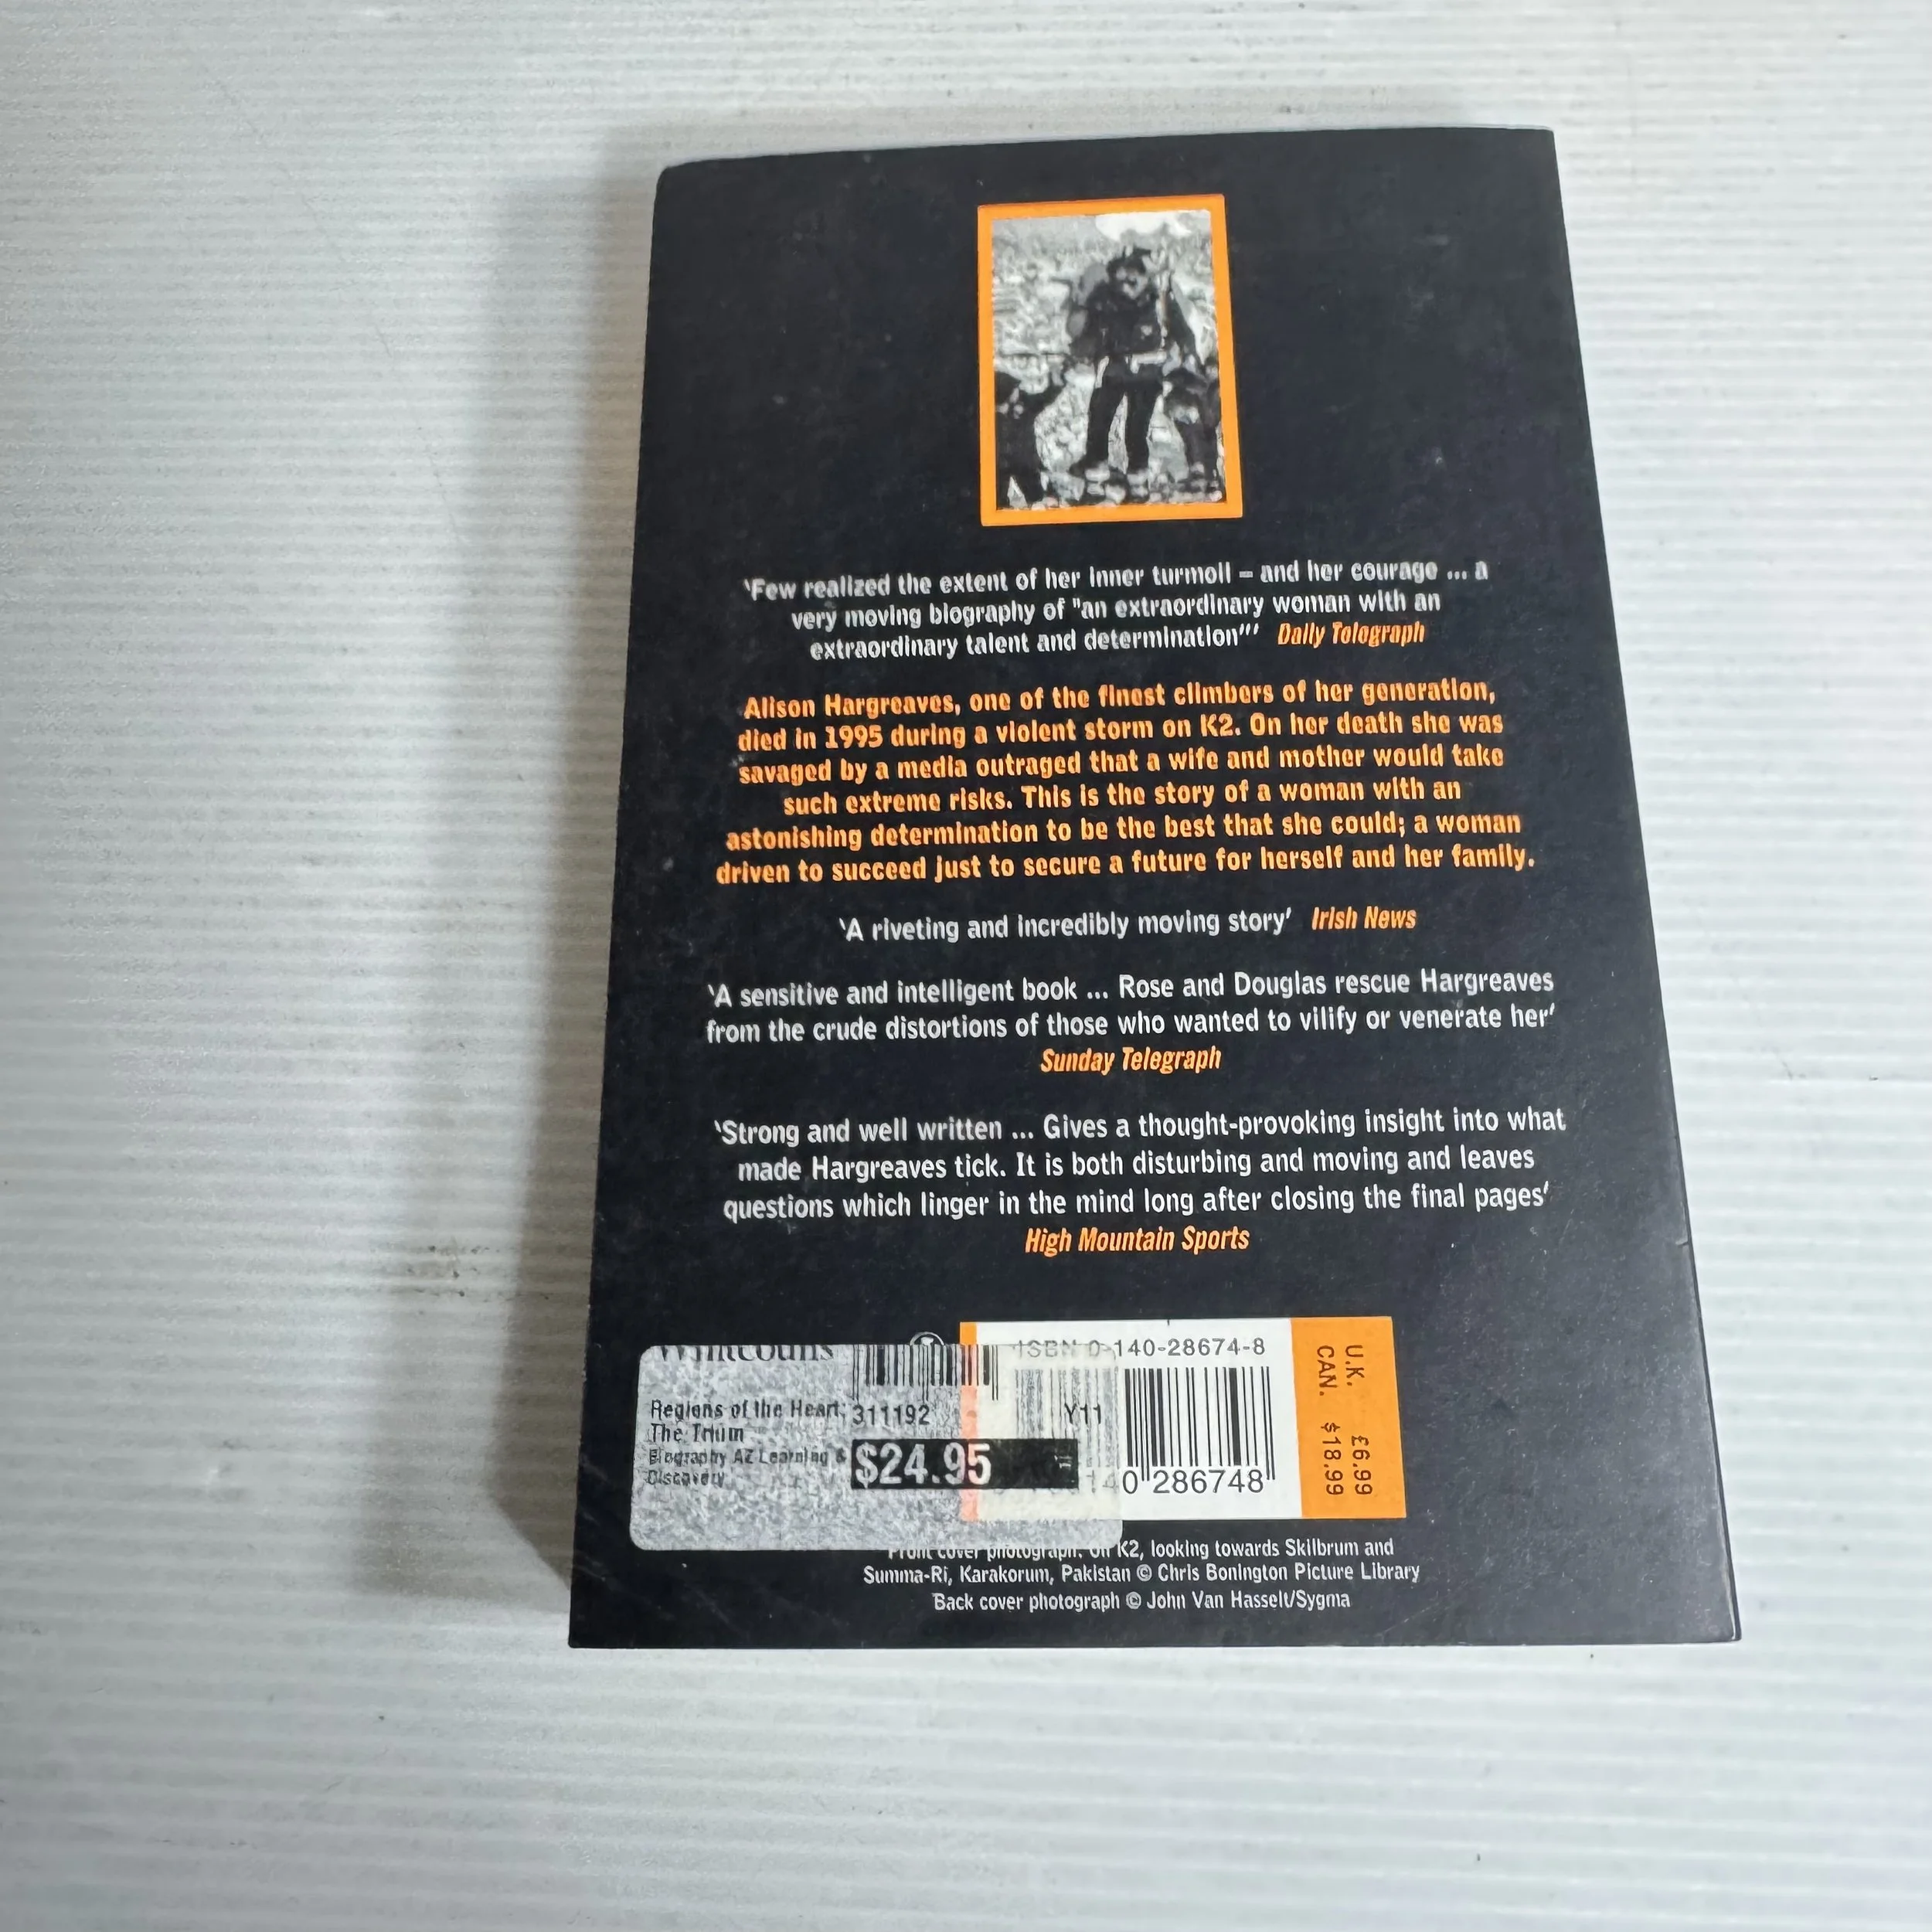 'Few realized the extent of her inner turmoil – and her courage ... a
very moving biography of "an extraordinary woman with an
extraordinary talent and determination"' Daily Telegraph
Alison Hargreaves, one of the finest climbers of her generation,
died in 1995 during a violent storm on K2. On her death she was
savaged by a media outraged that a wife and mother would take
such extreme risks. This is the story of a woman with an
astonishing determination to be the best that she could; a woman
driven to succeed just to secure a future for herself and her family.
'A riveting and incredibly moving story' Irish News
'A sensitive and intelligent book ... Rose and Douglas rescue Hargreaves
from the crude distortions of those who wanted to vilify or venerate her'
Sunday Telegraph
'Strong and well written ... Gives a thought-provoking insight into what
made Hargreaves tick. It is both disturbing and moving and leaves
questions which linger in the mind long after closing the final pages'
High Mountain Sports
ISBN 0-140-28674-8
U.K. £6.99
CAN. $18.99
Whitcoulls
Regions of the Heart: 311192 Y11
The Trium
Biography AZ Learning &
Discovery
$24.95
0 286748
Front cover photograph: On K2, looking towards Skilbrum and
Summa-Ri, Karakorum, Pakistan © Chris Bonington Picture Library
Back cover photograph © John Van Hasselt/Sygma